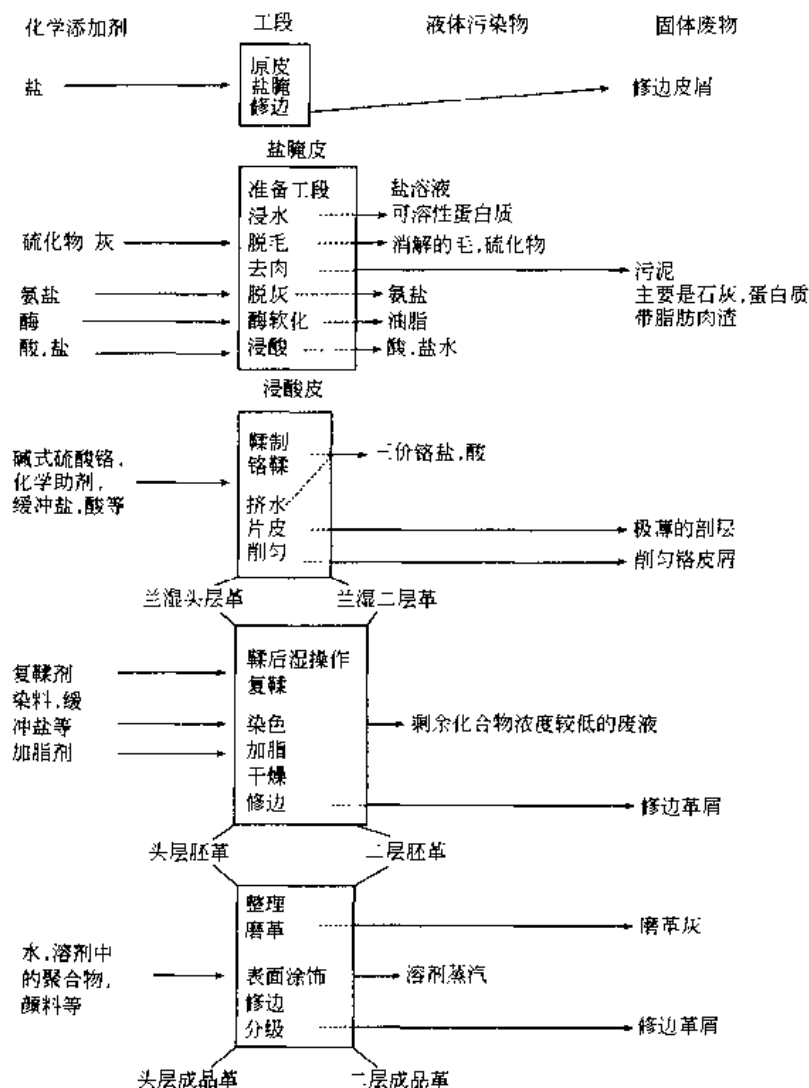 化学添加剂 工段 液体污染物 固体废物
盐 原皮
盐腌
修边 修边皮屑
盐腌皮
准备工段 盐溶液
浸水 可溶性蛋白质
硫化物 灰 脱毛 消解的毛,硫化物
去肉 污泥
氨盐 脱灰 氨盐 主要是石灰,蛋白质
酶 酶软化 油脂 带脂肪肉渣
酸,盐 浸酸 酸,盐水
浸酸皮
鞣制
碱式硫酸铬, 铬鞣 三价铬盐,酸
化学助剂,
缓冲盐,酸等 挤水
片皮 极薄的剖层
削匀 削匀铬皮屑
兰湿头层革 兰湿二层革
鞣后湿操作
复鞣剂 复鞣
染料,缓
冲盐等 染色 剩余化合物浓度较低的废液
加脂剂 加脂
干燥
修边 修边革屑
头层胚革 二层胚革
整理
磨革 磨革灰
水,溶剂中
的聚合物, 表面涂饰 溶剂蒸汽
颜料等 修边
分级 修边革屑
头层成品革 二层成品革